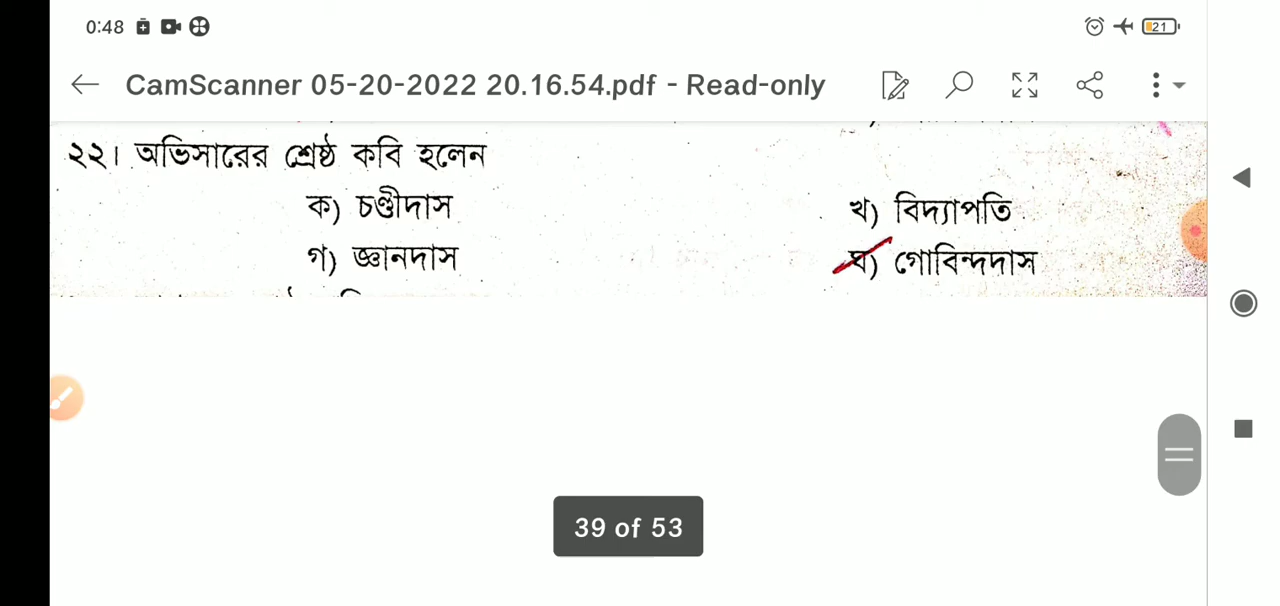 0:48
21
CamScanner 05-20-2022 20.16.54.pdf - Read-only
২২। অভিসারের শ্রেষ্ঠ কবি হলেন
ক) চণ্ডীদাস খ) বিদ্যাপতি
গ) জ্ঞানদাস ঘ) গোবিন্দদাস
39 of 53